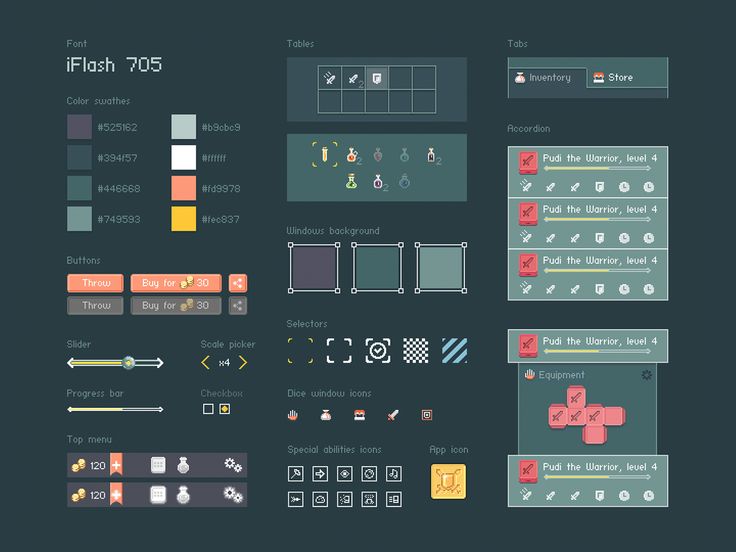 Font
iFlash 705
Color swathes
#525162
#b9cbc9
#394f57
#ffffff
#446668
#fd9978
#749593
#fec837
Buttons
Throw
Buy for 30
Throw
Buy for 30
Slider
Scale picker
x4
Progress bar
Checkbox
Top menu
120
120
Tables
2
2
2
2
2
Windows background
Selectors
Dice window icons
Special abilities icons
App icon
Tabs
Inventory
Store
Accordion
Pudi the Warrior, level 4
Pudi the Warrior, level 4
Pudi the Warrior, level 4
Pudi the Warrior, level 4
Equipment
Pudi the Warrior, level 4